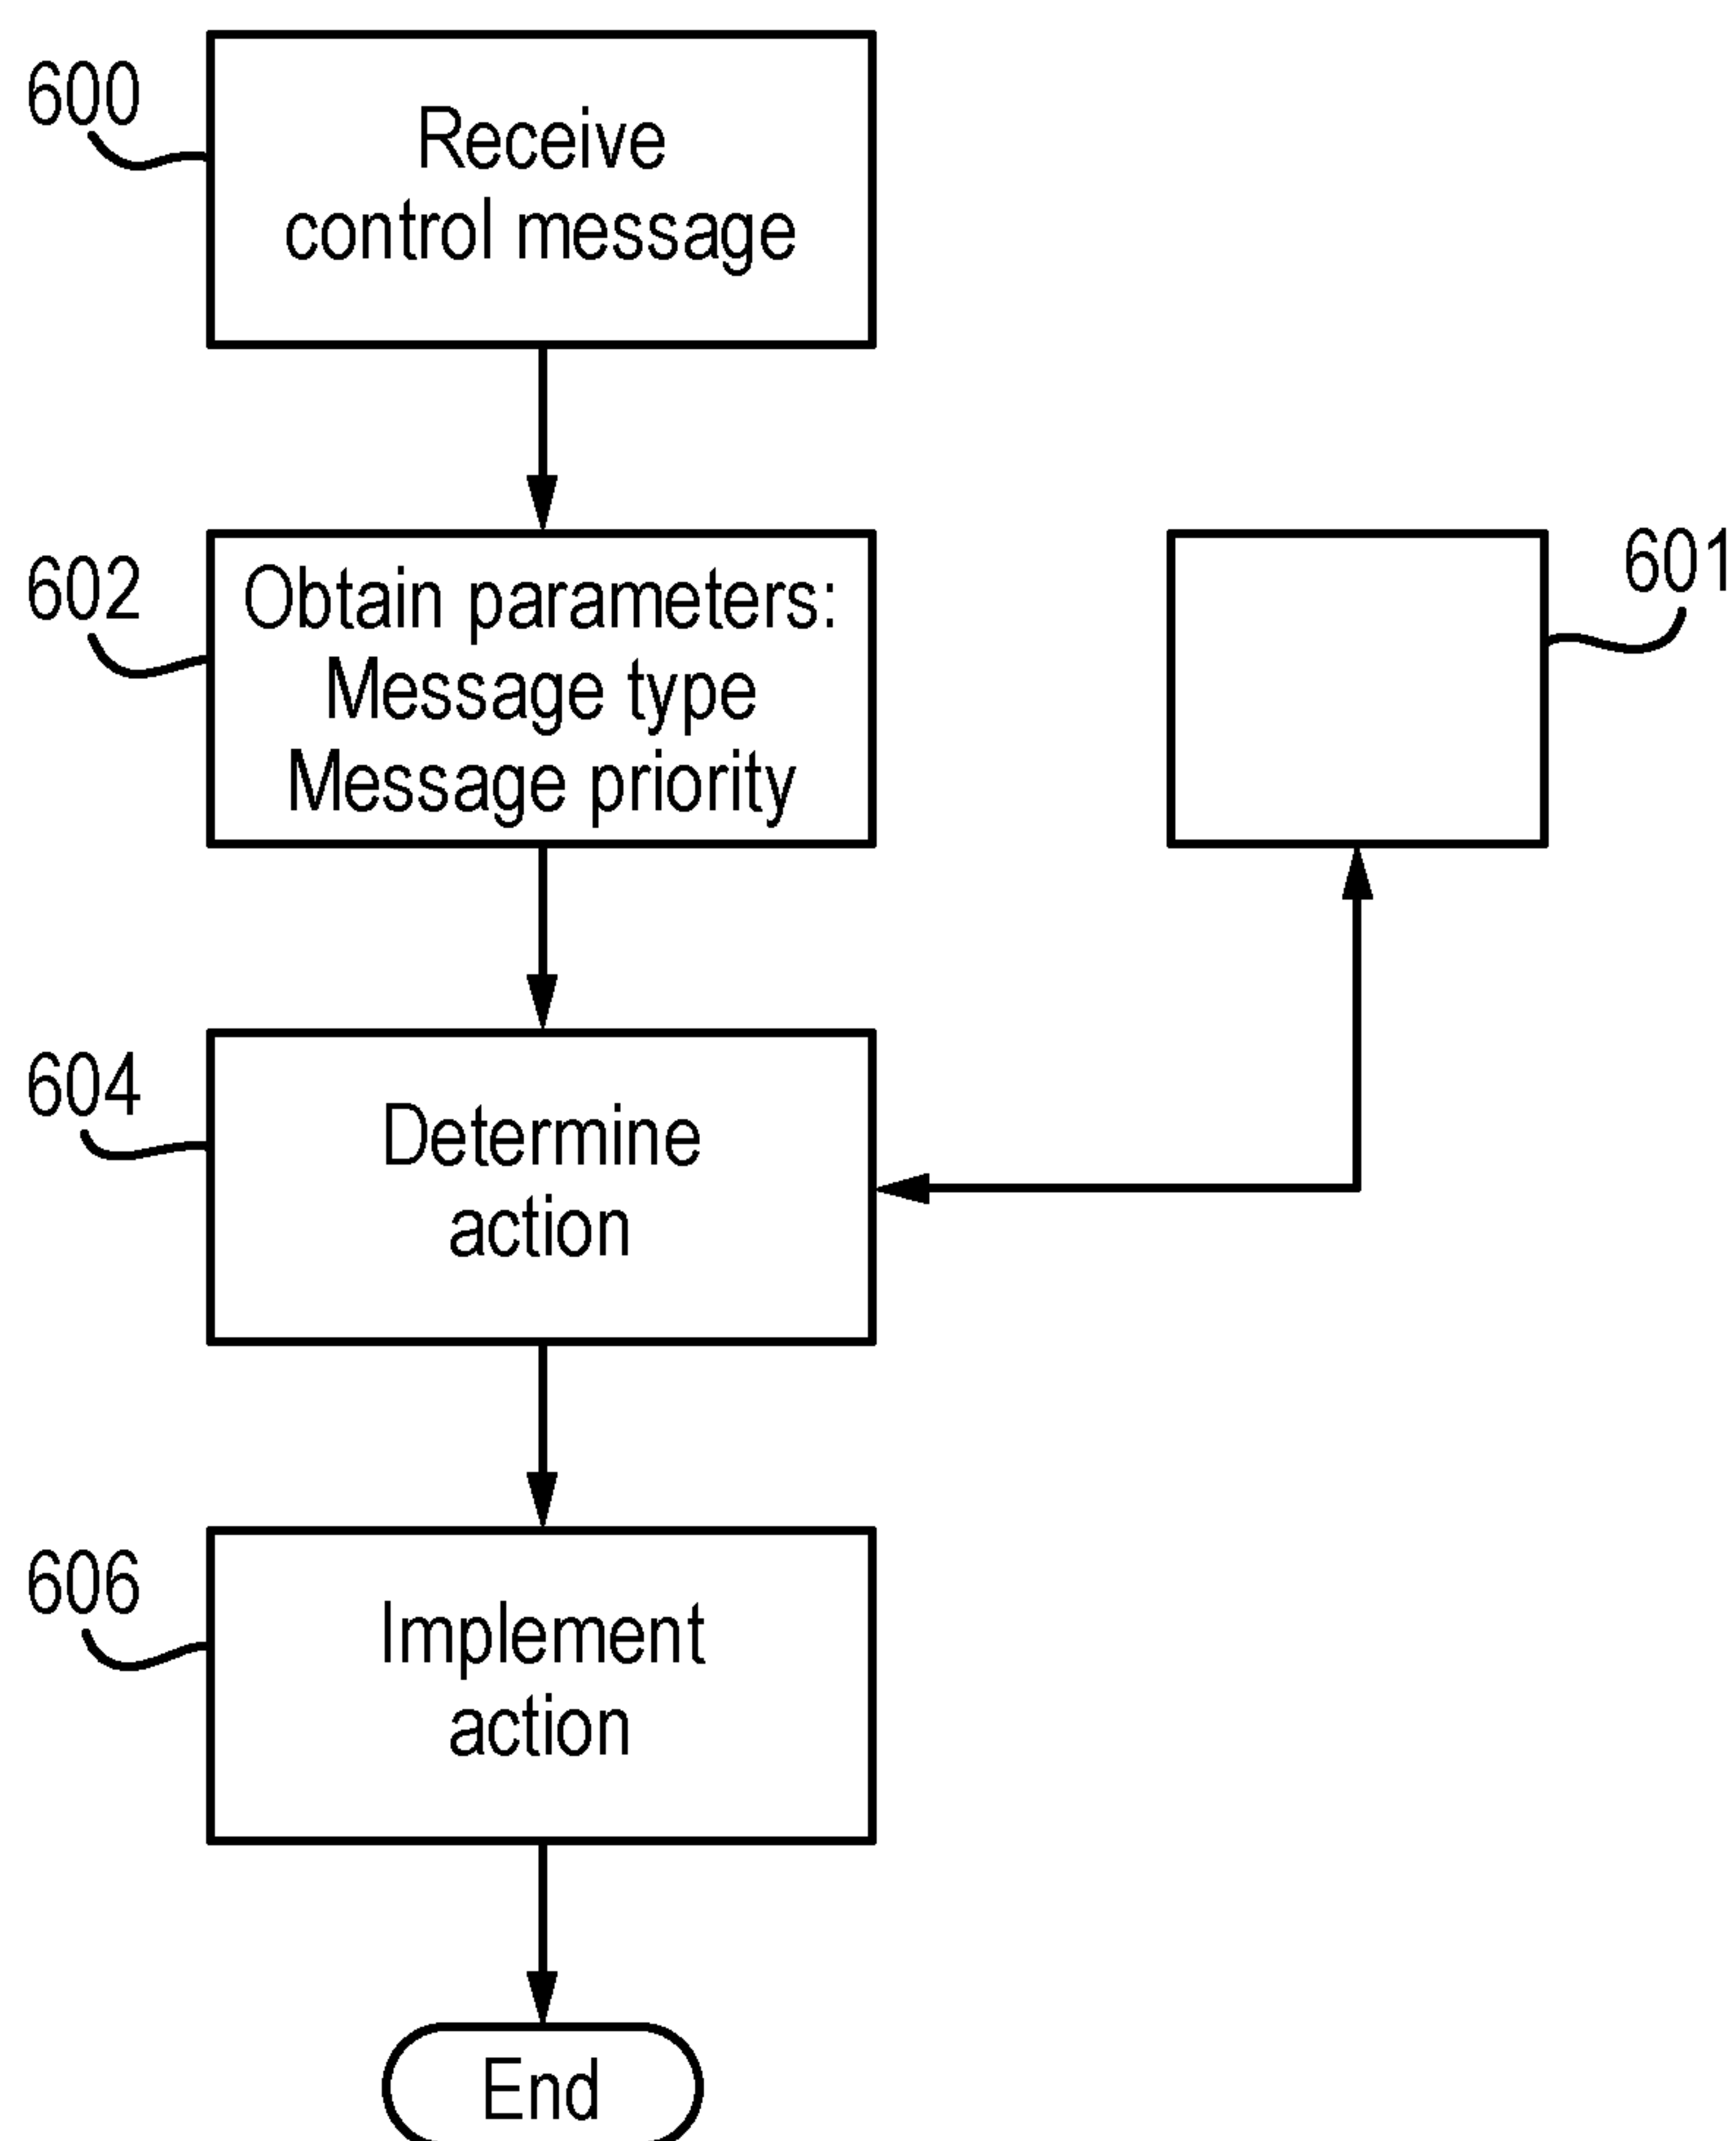 600
Receive
control message
602
Obtain parameters:
Message type
Message priority
601
604
Determine
action
606
Implement
action
End